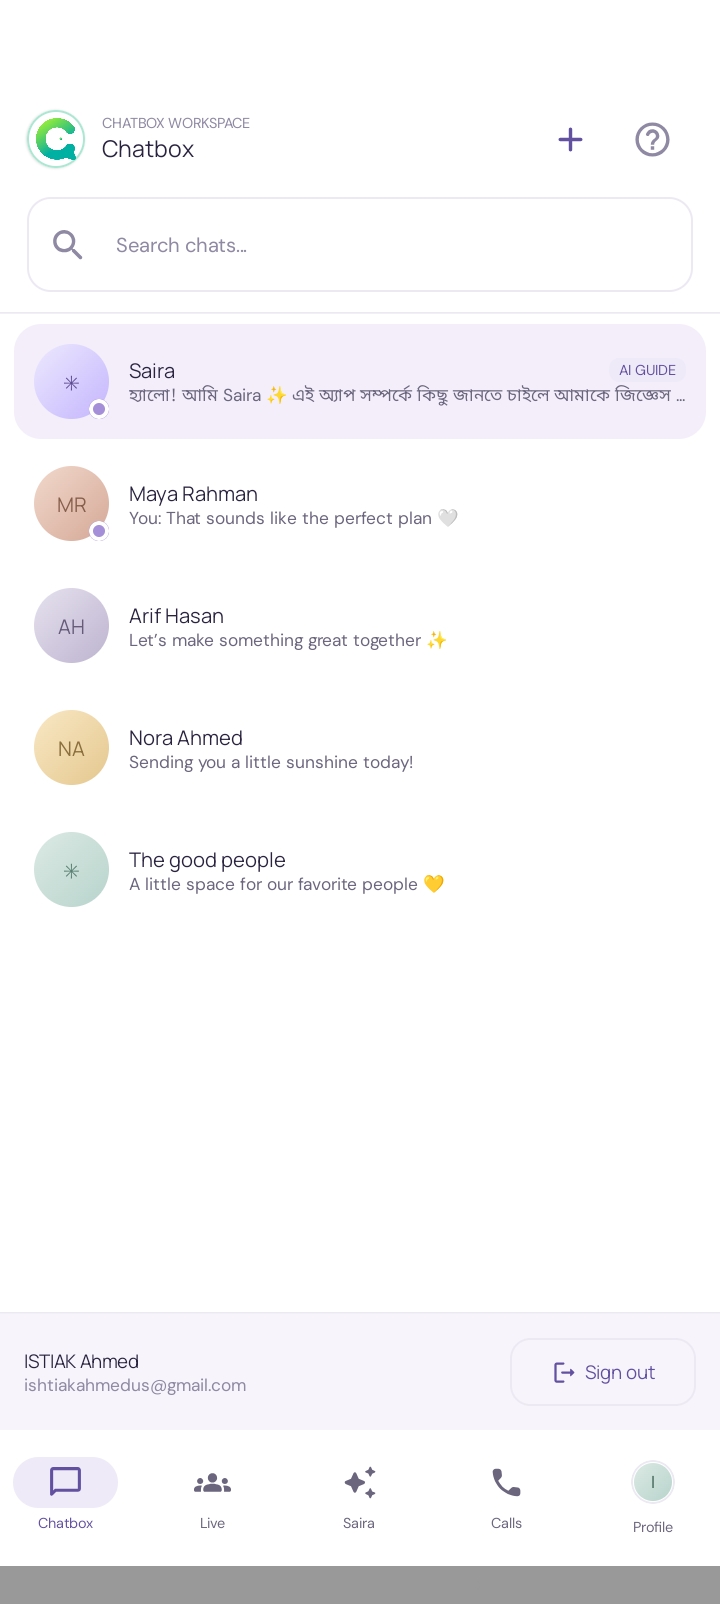 CHATBOX WORKSPACE
Chatbox
Search chats...
Saira
AI GUIDE
হ্যালো! আমি Saira ✨ এই অ্যাপ সম্পর্কে কিছু জানতে চাইলে আমাকে জিজ্ঞেস ...
MR
Maya Rahman
You: That sounds like the perfect plan 🤍
AH
Arif Hasan
Let’s make something great together ✨
NA
Nora Ahmed
Sending you a little sunshine today!
The good people
A little space for our favorite people 💛
ISTIAK Ahmed
ishtiakahmedus@gmail.com
Sign out
Chatbox
Live
Saira
Calls
I
Profile